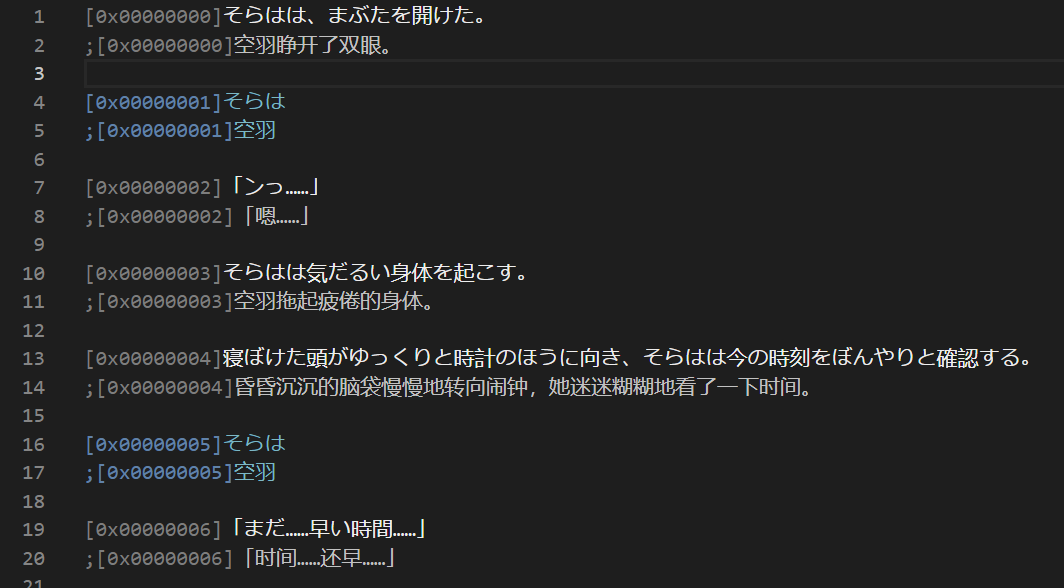 1 [0x00000000]そらはは、まぶたを開けた。
2 ;[0x00000000]空羽睁开了双眼。
3
4 [0x00000001]そらは
5 ;[0x00000001]空羽
6
7 [0x00000002]「ンっ……」
8 ;[0x00000002]「嗯……」
9
10 [0x00000003]そらはは気だるい身体を起こす。
11 ;[0x00000003]空羽拖起疲倦的身体。
12
13 [0x00000004]寝ぼけた頭がゆっくりと時計のほうに向き、そらはは今の時刻をぼんやりと確認する。
14 ;[0x00000004]昏昏沉沉的脑袋慢慢地转向闹钟，她迷迷糊糊地看了一下时间。
15
16 [0x00000005]そらは
17 ;[0x00000005]空羽
18
19 [0x00000006]「まだ……早い時間……」
20 ;[0x00000006]「时间……还早……」
21